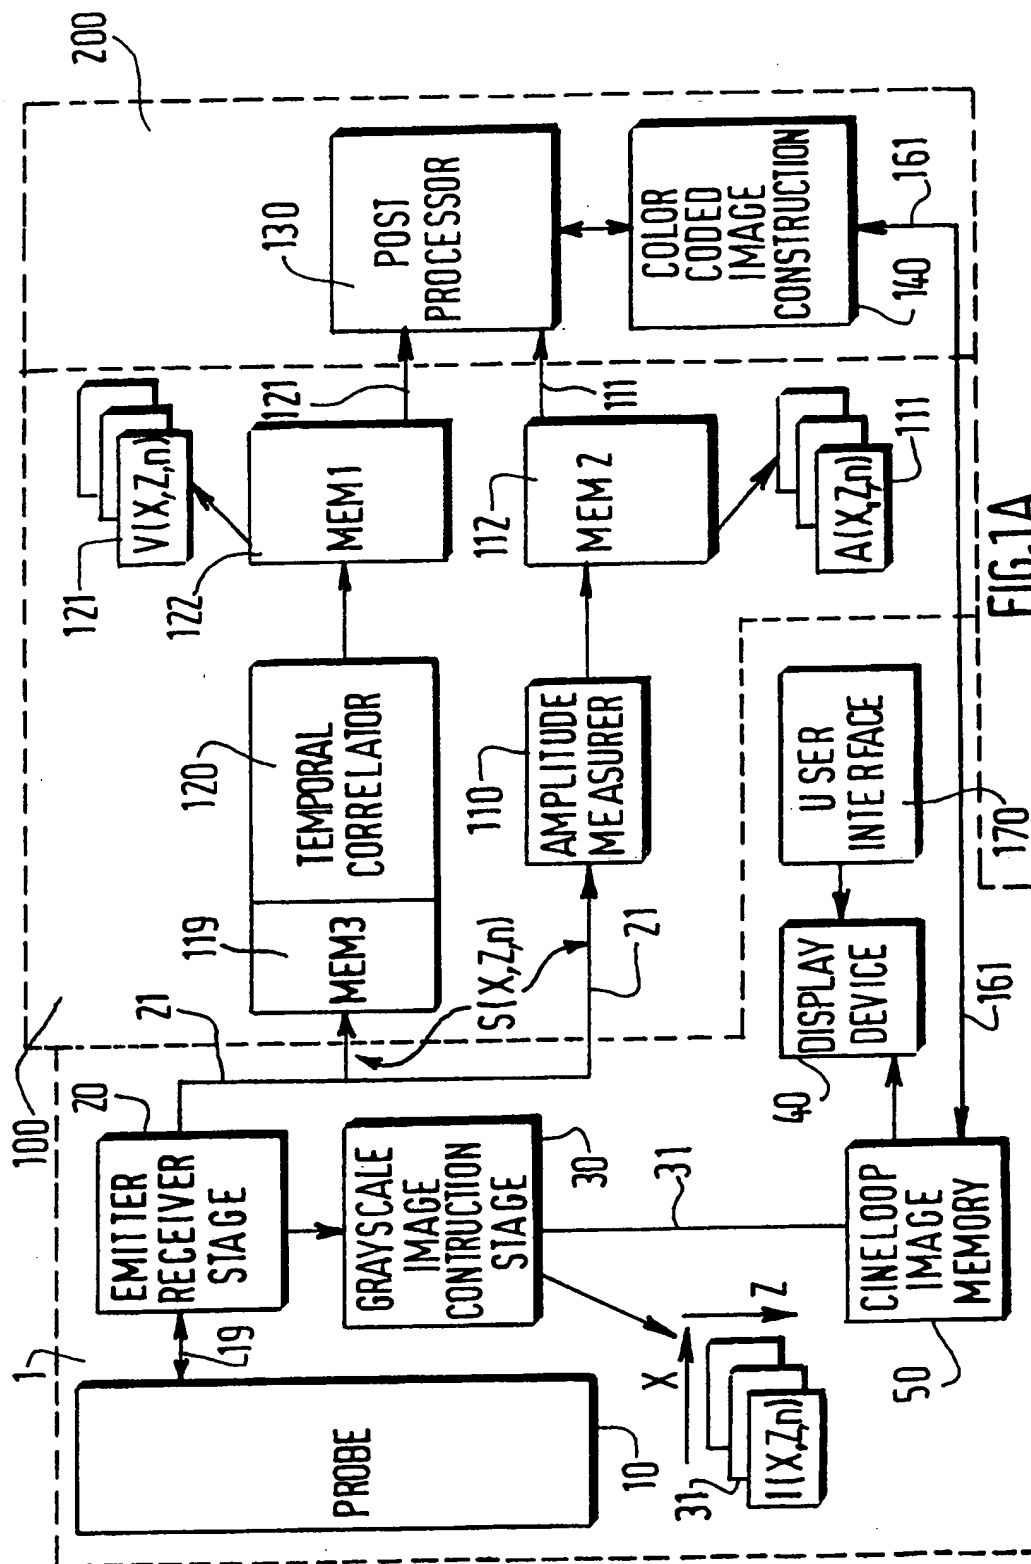 1
100
200
PROBE
10
19
EMITTER
RECEIVER
STAGE
20
21
GRAYSCALE
IMAGE
CONTRUCTION
STAGE
30
31
X
Z
31
I(X,Z,n)
CINELOOP
IMAGE
MEMORY
50
DISPLAY
DEVICE
40
USER
INTERFACE
170
161
S(X,Z,n)
21
119
MEM3
120
TEMPORAL
CORRELATOR
110
AMPLITUDE
MEASURER
121
V(X,Z,n)
122
MEM1
121
112
MEM2
111
A(X,Z,n)
111
130
POST
PROCESSOR
COLOR
CODED
IMAGE
CONSTRUCTION
140
161
FIG.1A